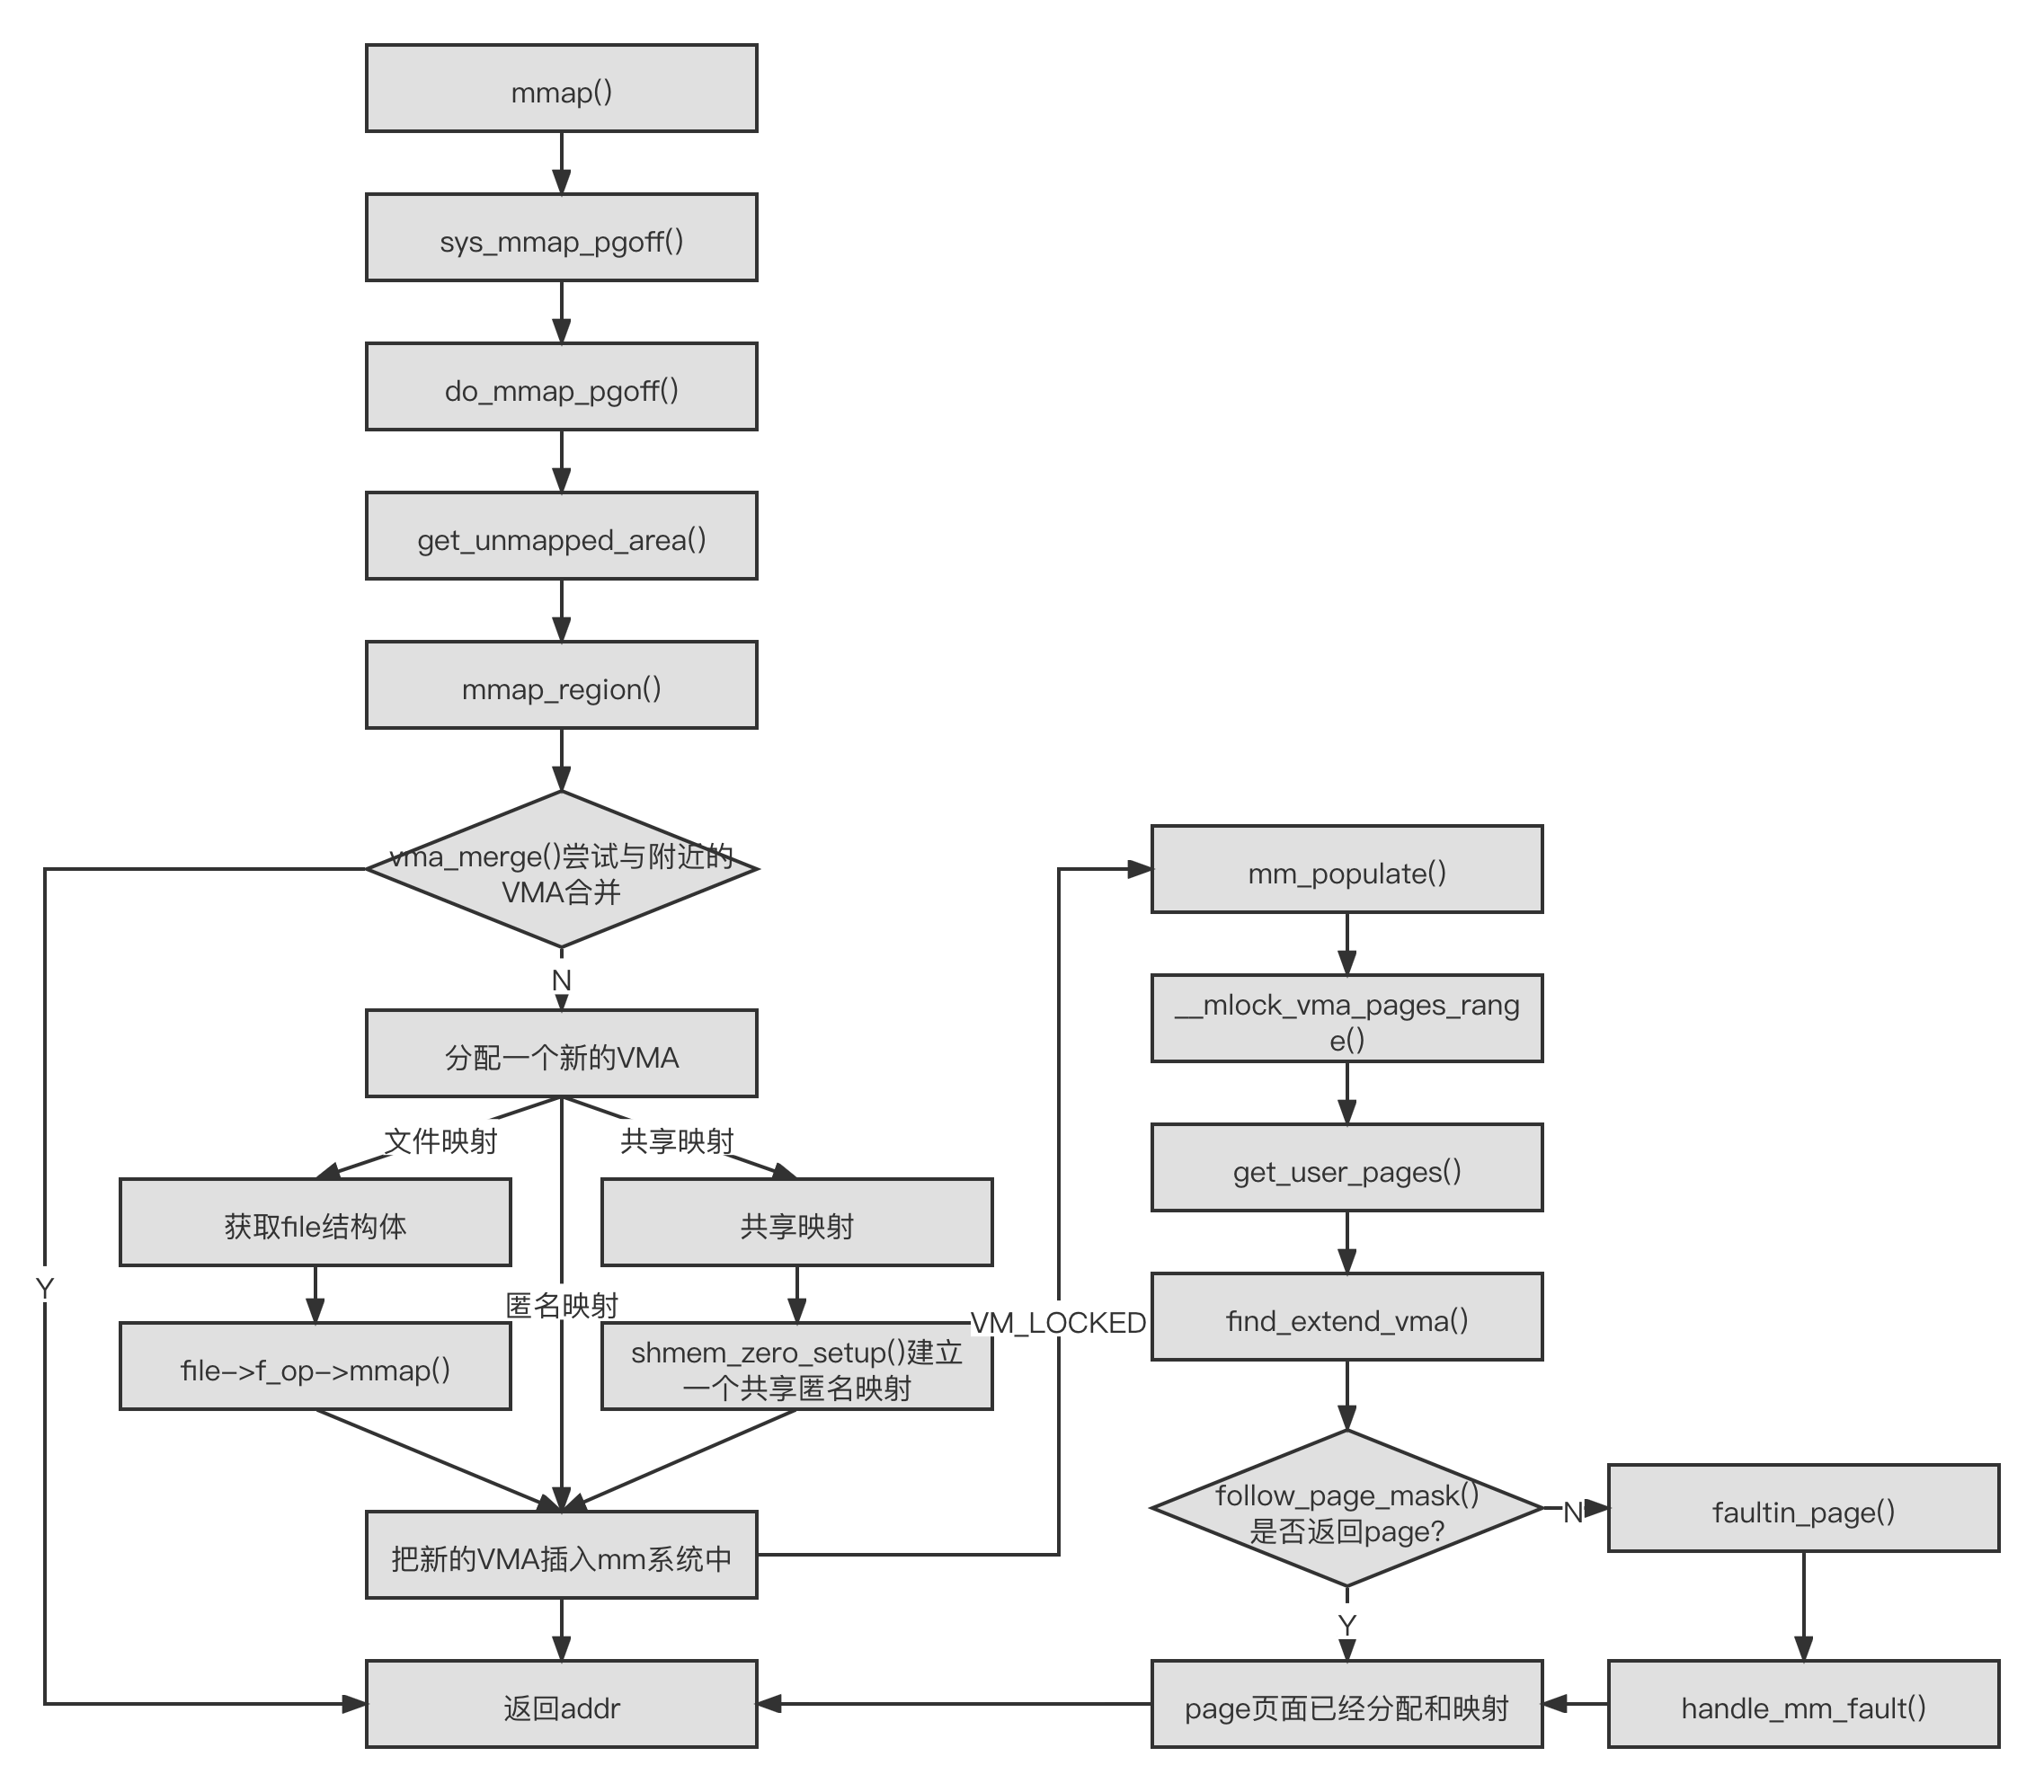 mmap()
sys_mmap_pgoff()
do_mmap_pgoff()
get_unmapped_area()
mmap_region()
vma_merge()尝试与附近的
VMA合并
N
Y
分配一个新的VMA
文件映射
共享映射
匿名映射
获取file结构体
共享映射
file->f_op->mmap()
shmem_zero_setup()建立
一个共享匿名映射
把新的VMA插入mm系统中
返回addr
VM_LOCKED
mm_populate()
__mlock_vma_pages_rang
e()
get_user_pages()
find_extend_vma()
follow_page_mask()
是否返回page?
N
faultin_page()
Y
page页面已经分配和映射
handle_mm_fault()